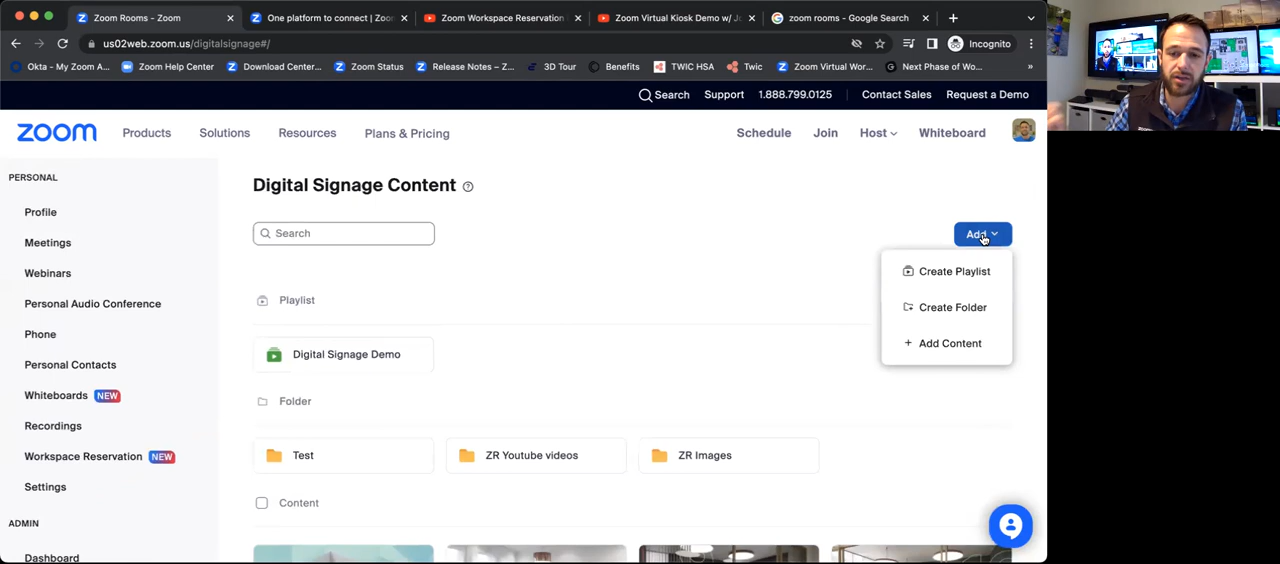 Zoom Rooms - Zoom
One platform to connect | Zoo
Zoom Workspace Reservation
Zoom Virtual Kiosk Demo w/ Jo
zoom rooms - Google Search
us02web.zoom.us/digitalsignage#/
Incognito
Okta - My Zoom A...
Zoom Help Center
Download Center...
Zoom Status
Release Notes – Z...
3D Tour
Benefits
TWIC HSA
Twic
Zoom Virtual Wor...
Next Phase of Wo...
Search
Support
1.888.799.0125
Contact Sales
Request a Demo
zoom
Products
Solutions
Resources
Plans & Pricing
Schedule
Join
Host
Whiteboard
PERSONAL
Profile
Meetings
Webinars
Personal Audio Conference
Phone
Personal Contacts
Whiteboards NEW
Recordings
Workspace Reservation NEW
Settings
ADMIN
Dashboard
Digital Signage Content
Search
Add
Create Playlist
Create Folder
Add Content
Playlist
Digital Signage Demo
Folder
Test
ZR Youtube videos
ZR Images
Content